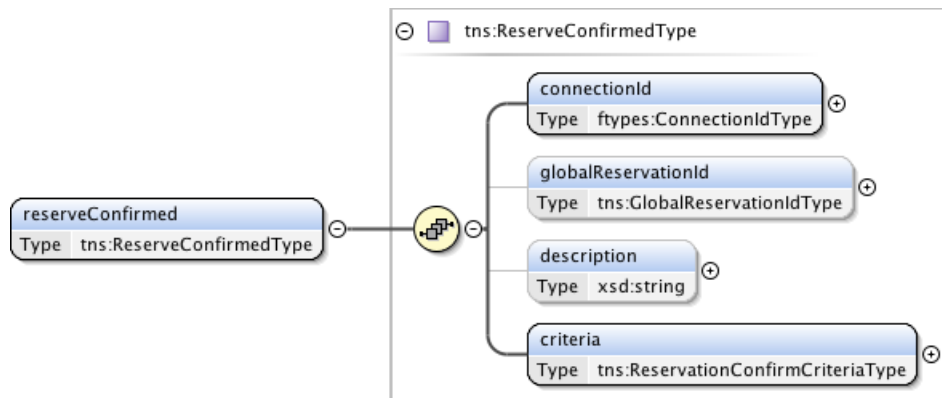 tns:ReserveConfirmedType
connectionId
Type ftypes:ConnectionIdType
globalReservationId
Type tns:GlobalReservationIdType
reserveConfirmed
Type tns:ReserveConfirmedType
description
Type xsd:string
criteria
Type tns:ReservationConfirmCriteriaType